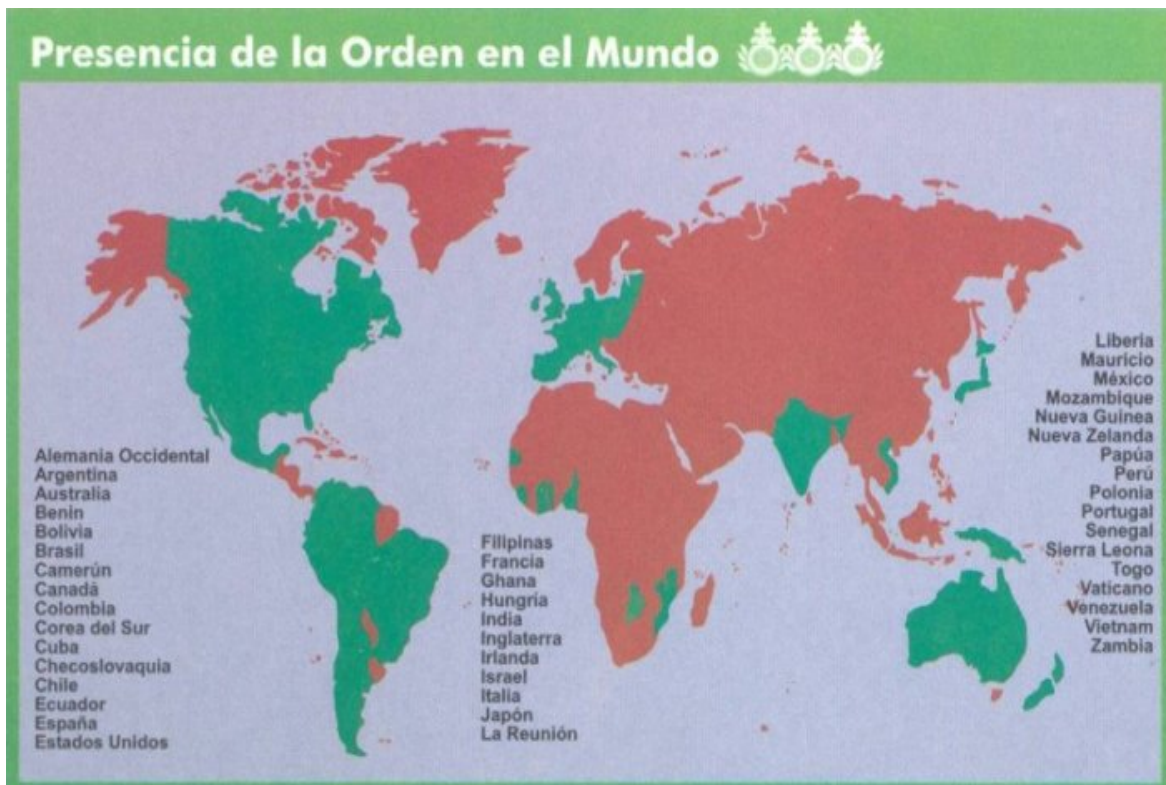 Presencia de la Orden en el Mundo
Alemania Occidental
Argentina
Australia
Benin
Bolivia
Brasil
Camerún
Canadá
Colombia
Corea del Sur
Cuba
Checoslovaquia
Chile
Ecuador
España
Estados Unidos
Filipinas
Francia
Ghana
Hungría
India
Inglaterra
Irlanda
Israel
Italia
Japón
La Reunión
Liberia
Mauricio
México
Mozambique
Nueva Guinea
Nueva Zelanda
Papúa
Perú
Polonia
Portugal
Senegal
Sierra Leona
Togo
Vaticano
Venezuela
Vietnam
Zambia